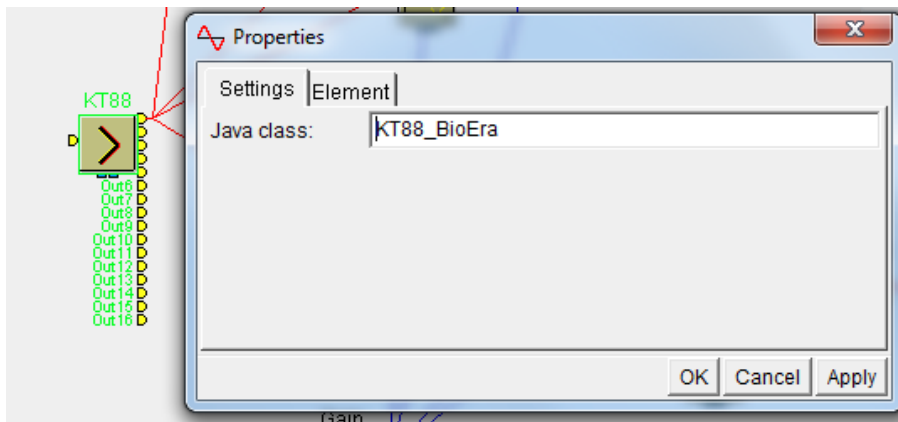 Properties
Settings Element
Java class: KT88_BioEra
KT88
Out6
Out7
Out8
Out9
Out10
Out11
Out12
Out13
Out14
Out15
Out16
OK Cancel Apply
Gain